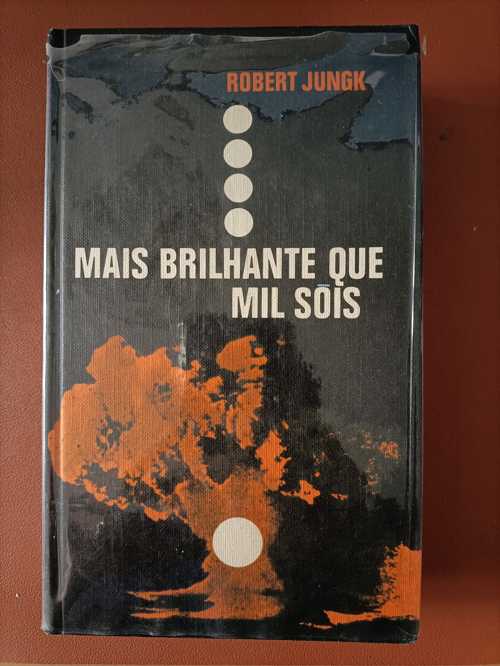 ROBERT JUNGK
MAIS BRILHANTE QUE
MIL SÓIS